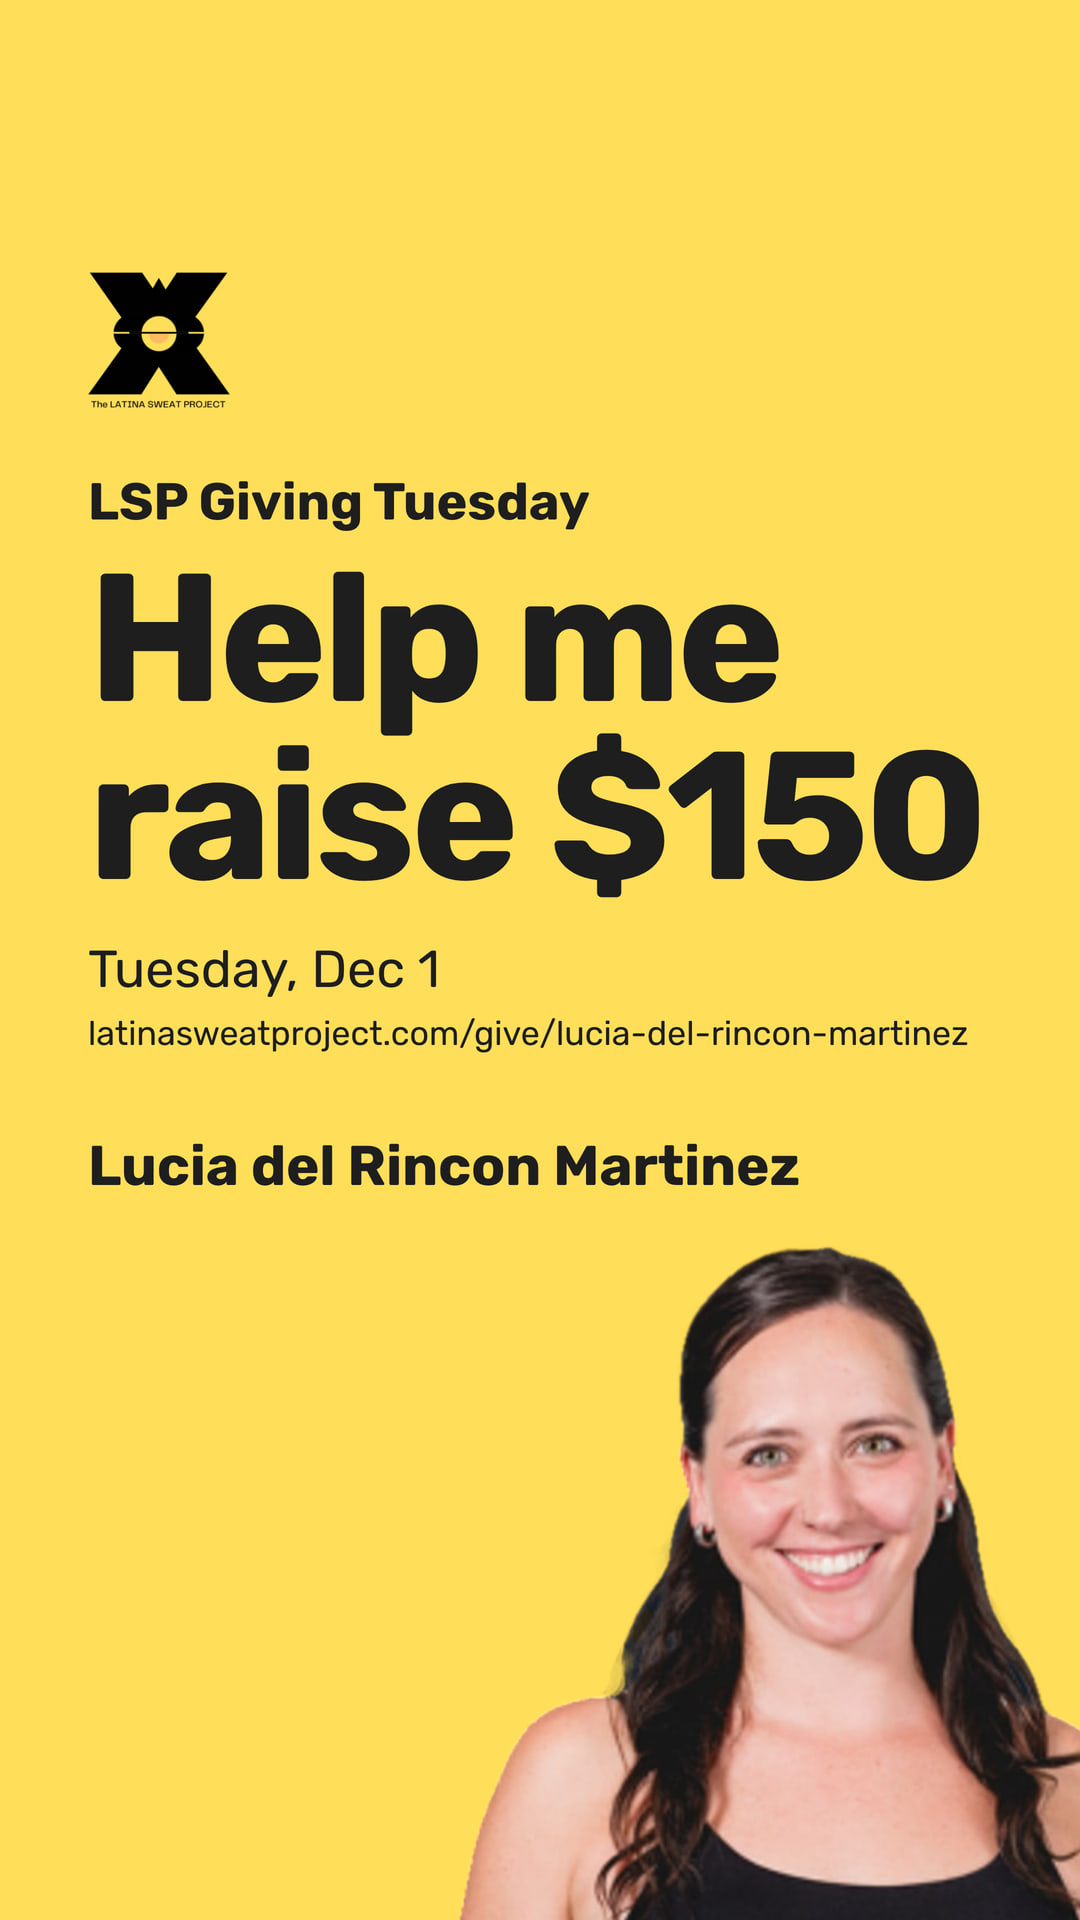 The LATINA SWEAT PROJECT
LSP Giving Tuesday
Help me
raise $150
Tuesday, Dec 1
latinasweatproject.com/give/lucia-del-rincon-martinez
Lucia del Rincon Martinez